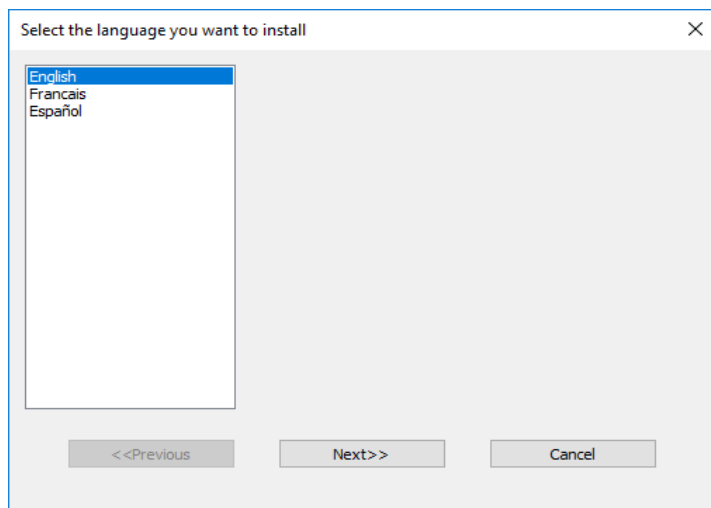 Select the language you want to install
English
Francais
Español
<<Previous
Next>>
Cancel